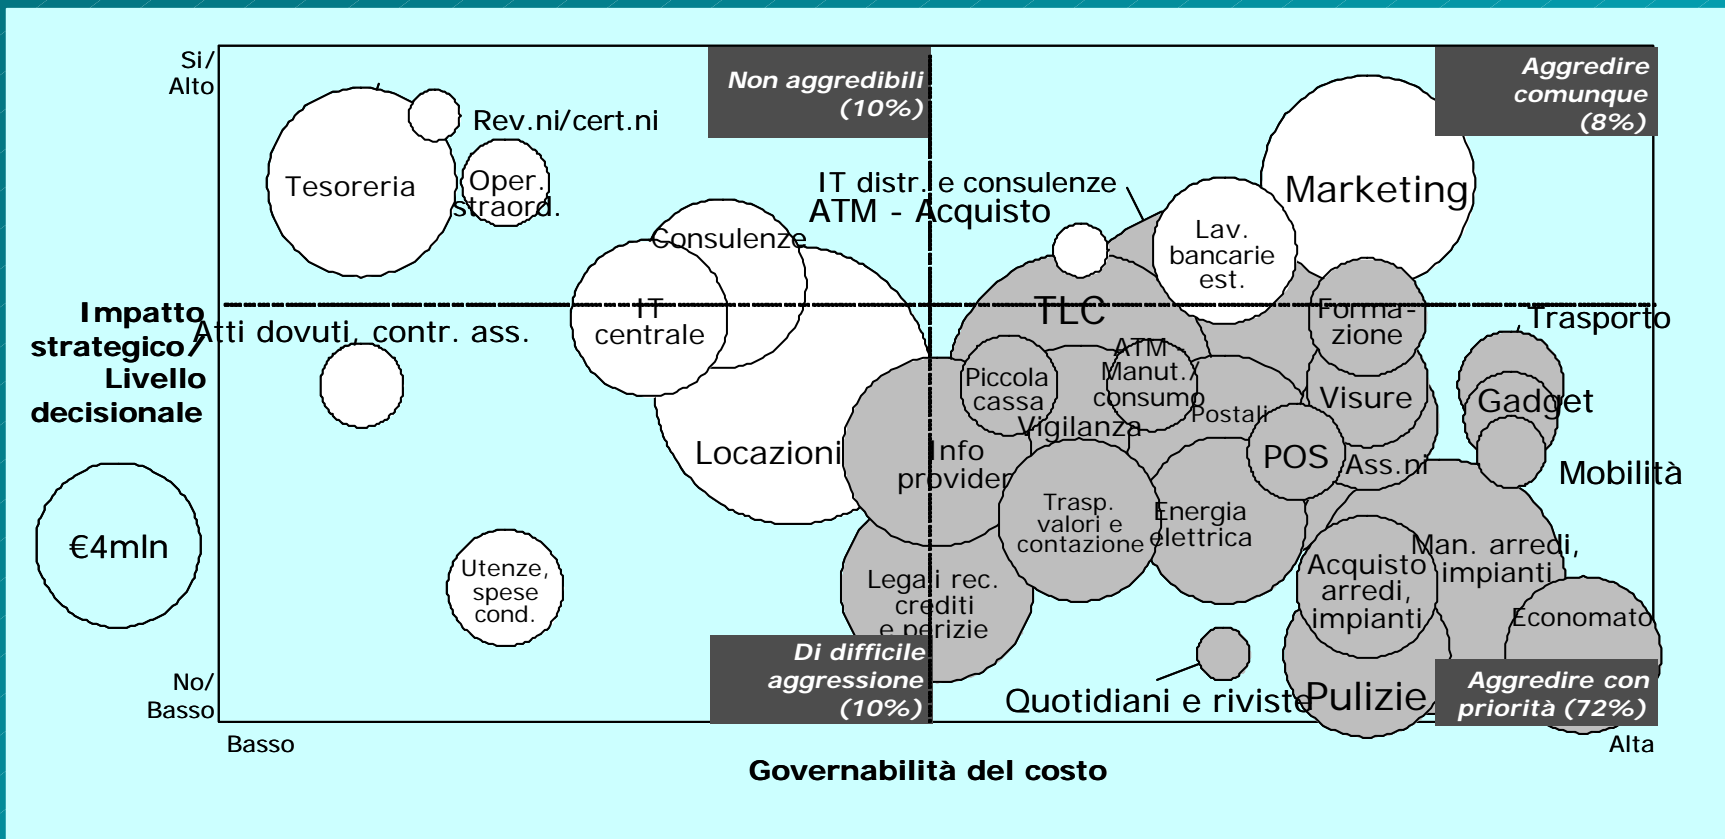 Si/
Alto
Non aggredibili
(10%)
Aggredire
comunque
(8%)
Rev.ni/cert.ni
Tesoreria
Oper.
straord.
IT distr. e consulenze
ATM - Acquisto
Marketing
Consulenze
Lav.
bancarie
est.
Impatto
strategico/
Livello
decisionale
Atti dovuti, contr. ass.
IT
centrale
TLC
Forma-
zione
Trasporto
Piccola
cassa
ATM -
Manut./
consumo
Postali
Visure
Gadget
Vigilanza
Locazioni
Info
provider
POS
Ass.ni
Mobilità
€4mln
Trasp.
valori e
contazione
Energia
elettrica
Man. arredi,
impianti
Utenze,
spese
cond.
Legali rec.
crediti
e perizie
Acquisto
arredi,
impianti
Economato
No/
Basso
Di difficile
aggressione
(10%)
Quotidiani e riviste
Pulizie
Aggredire con
priorità (72%)
Basso
Alta
Governabilità del costo